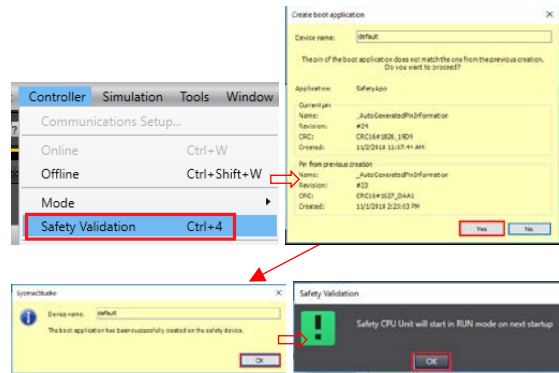 Controller Simulation Tools Window
Communications Setup...
Online Ctrl+W
Offline Ctrl+Shift+W
Mode
Safety Validation Ctrl+4
Create boot application
Device name: default
The pin of the boot application does not match the one from the previous creation.
Do you want to proceed?
Application: SafetyApp
Current pin
Name: _AutoGeneratedPinInformation
Revision: #24
CRC:
Created: 11/2/2018 11:37:44 AM
Pin from previous creation
Name: _AutoGeneratedPinInformation
Revision: #23
CRC:
Created: 11/1/2018 2:23:03 PM
Yes No
SysmacStudio
Device name: default
The boot application has been successfully created on the safety device.
OK
Safety Validation
Safety CPU Unit will start in RUN mode on next startup
OK